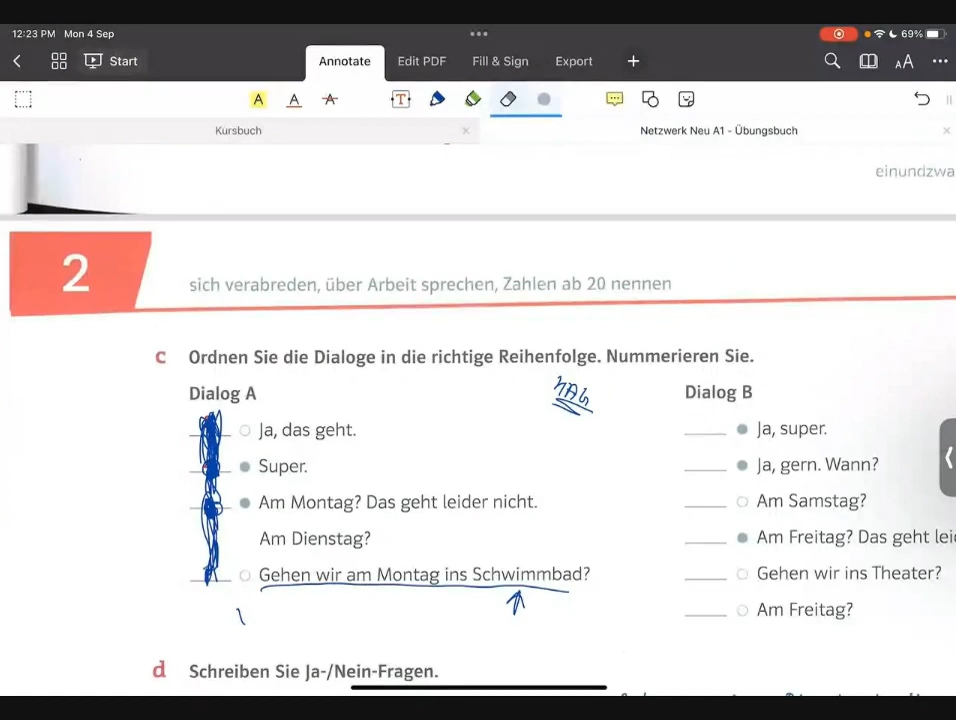 12:23 PM Mon 4 Sep
69%
Start
Annotate
Edit PDF
Fill & Sign
Export
Kursbuch
Netzwerk Neu A1 - Übungsbuch
einundzwa
2
sich verabreden, über Arbeit sprechen, Zahlen ab 20 nennen
c Ordnen Sie die Dialoge in die richtige Reihenfolge. Nummerieren Sie.
Dialog A
Ja, das geht.
Super.
Am Montag? Das geht leider nicht.
Am Dienstag?
Gehen wir am Montag ins Schwimmbad?
Dialog B
Ja, super.
Ja, gern. Wann?
Am Samstag?
Am Freitag? Das geht lei
Gehen wir ins Theater?
Am Freitag?
d Schreiben Sie Ja-/Nein-Fragen.